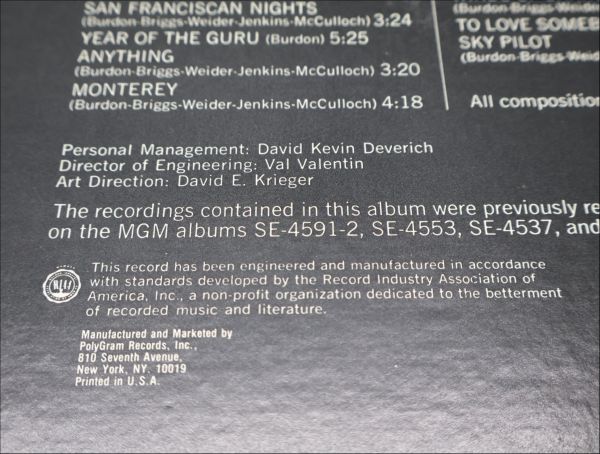 SAN FRANCISCAN NIGHTS
(Burdon-Briggs-Weider-Jenkins-McCulloch) 3:24
YEAR OF THE GURU (Burdon) 5:25
ANYTHING
(Burdon-Briggs-Weider-Jenkins-McCulloch) 3:20
MONTEREY
(Burdon-Briggs-Weider-Jenkins-McCulloch) 4:18
TO LOVE SOMEB
SKY PILOT
(Burdon-Briggs-Weid
All composition
Personal Management: David Kevin Deverich
Director of Engineering: Val Valentin
Art Direction: David E. Krieger
The recordings contained in this album were previously re
on the MGM albums SE-4591-2, SE-4553, SE-4537, and
This record has been engineered and manufactured in accordance
with standards developed by the Record Industry Association of
America, Inc., a non-profit organization dedicated to the betterment
of recorded music and literature.
Manufactured and Marketed by
PolyGram Records, Inc.,
810 Seventh Avenue,
New York, NY. 10019
Printed in U.S.A.